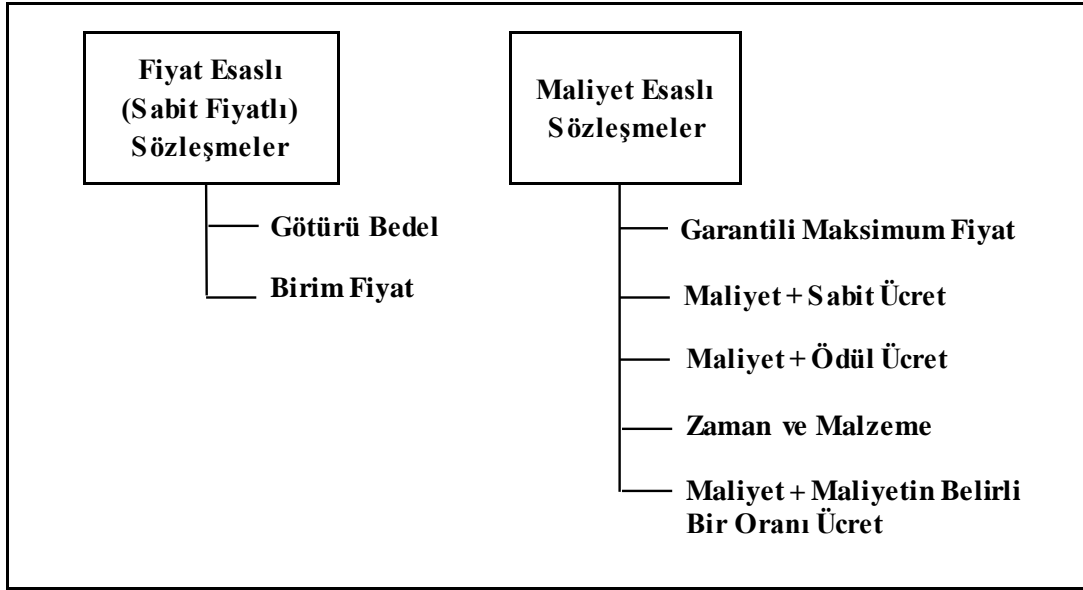 Fiyat Esaslı
(Sabit Fiyatlı)
Sözleşmeler
Götürü Bedel
Birim Fiyat
Maliyet Esaslı
Sözleşmeler
Garantili Maksimum Fiyat
Maliyet + Sabit Ücret
Maliyet + Ödül Ücret
Zaman ve Malzeme
Maliyet + Maliyetin Belirli
Bir Oranı Ücret